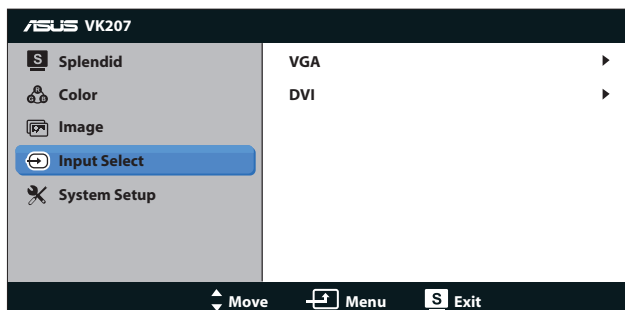 ASUS VK207
S Splendid
R G B Color
Image
Input Select
System Setup
VGA
DVI
Move Menu S Exit